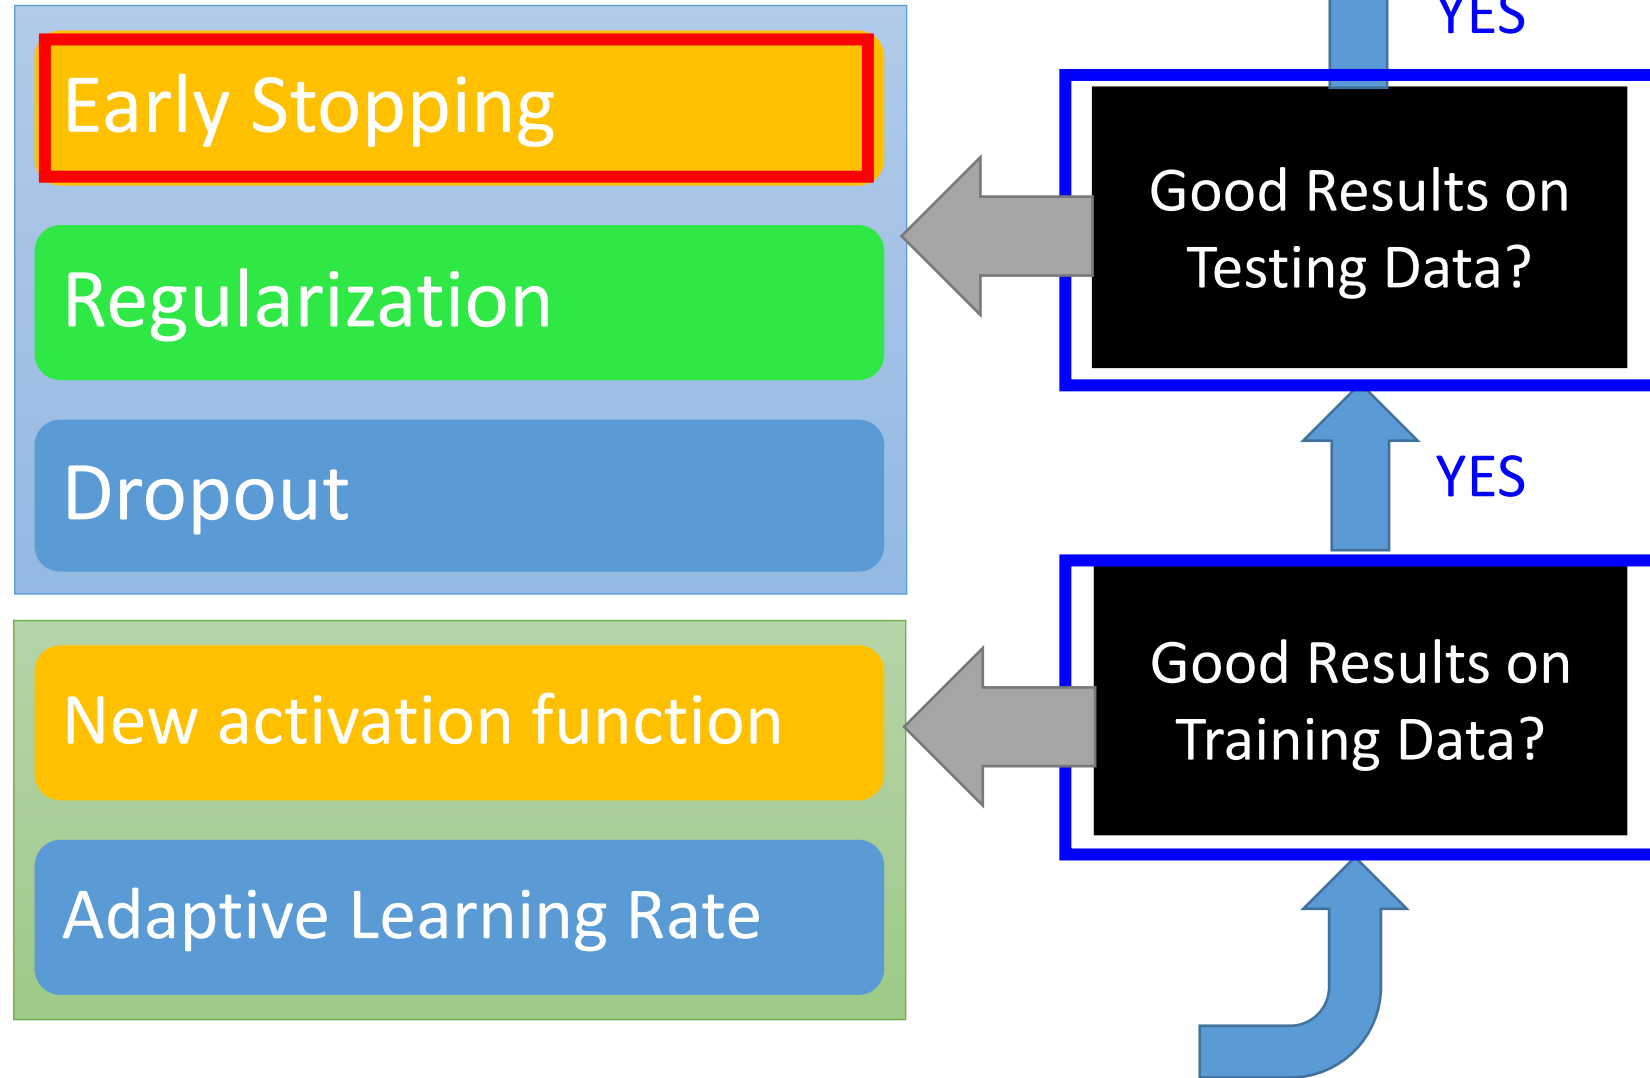 YES
Early Stopping
Regularization
Dropout
Good Results on
Testing Data?
YES
New activation function
Adaptive Learning Rate
Good Results on
Training Data?